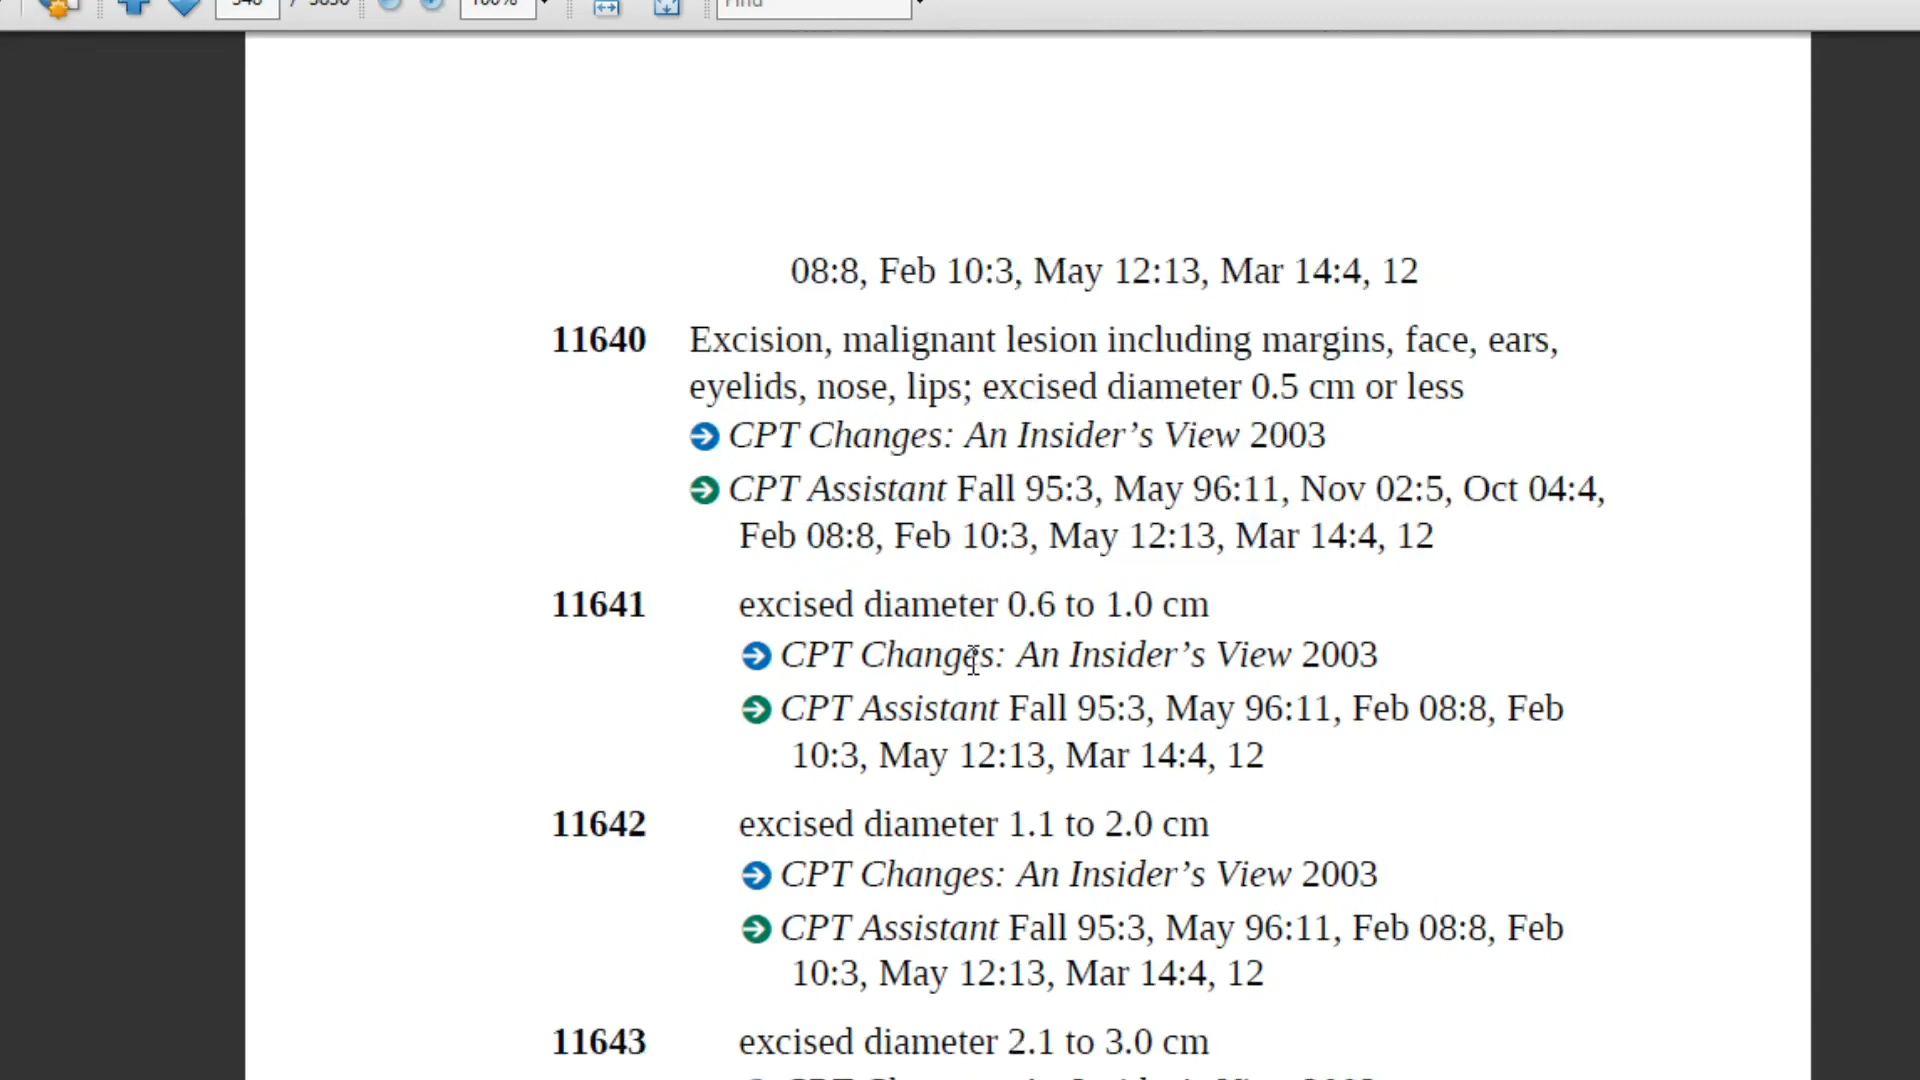 100%
Find
08:8, Feb 10:3, May 12:13, Mar 14:4, 12
11640 Excision, malignant lesion including margins, face, ears,
eyelids, nose, lips; excised diameter 0.5 cm or less
CPT Changes: An Insider’s View 2003
CPT Assistant Fall 95:3, May 96:11, Nov 02:5, Oct 04:4,
Feb 08:8, Feb 10:3, May 12:13, Mar 14:4, 12
11641 excised diameter 0.6 to 1.0 cm
CPT Changes: An Insider’s View 2003
CPT Assistant Fall 95:3, May 96:11, Feb 08:8, Feb
10:3, May 12:13, Mar 14:4, 12
11642 excised diameter 1.1 to 2.0 cm
CPT Changes: An Insider’s View 2003
CPT Assistant Fall 95:3, May 96:11, Feb 08:8, Feb
10:3, May 12:13, Mar 14:4, 12
11643 excised diameter 2.1 to 3.0 cm